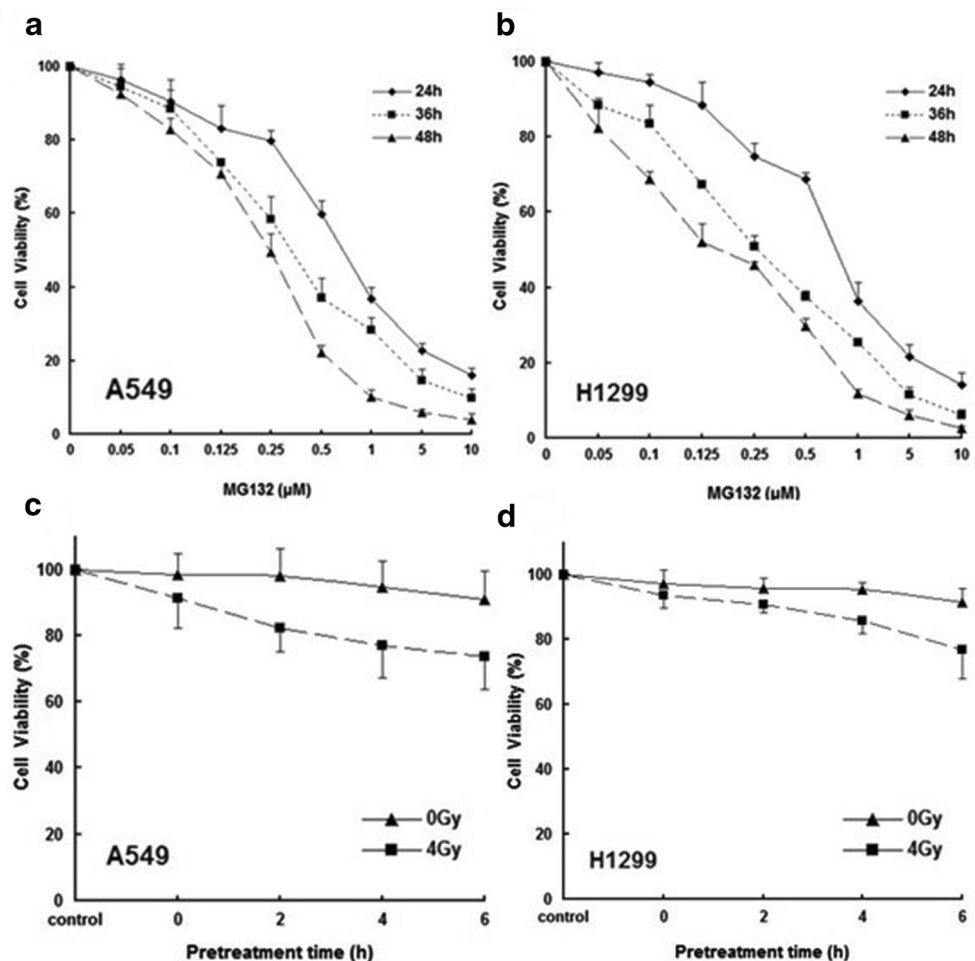 a
100
80
60
40
20
0
Cell Viability (%)
24h
36h
48h
A549
0 0.05 0.1 0.125 0.25 0.5 1 5 10
MG132 (μM)
b
100
80
60
40
20
0
Cell Viability (%)
24h
36h
48h
H1299
0 0.05 0.1 0.125 0.25 0.5 1 5 10
MG132 (μM)
c
100
80
60
40
20
0
Cell Viability (%)
0Gy
4Gy
A549
control 0 2 4 6
Pretreatment time (h)
d
100
80
60
40
20
0
Cell Viability (%)
0Gy
4Gy
H1299
control 0 2 4 6
Pretreatment time (h)